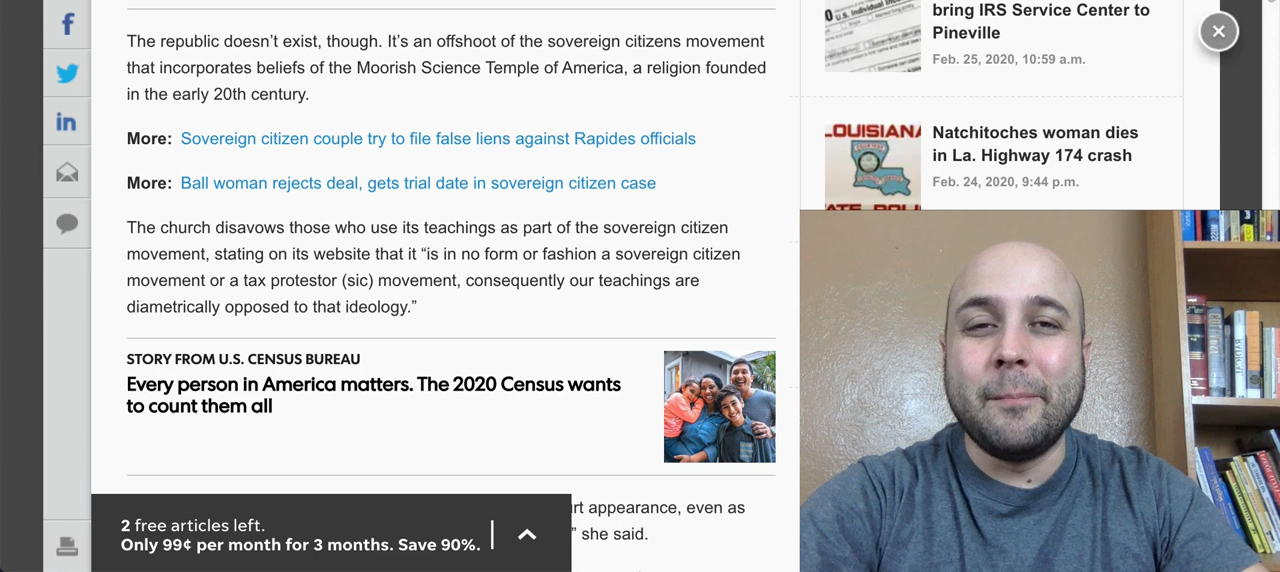 The republic doesn’t exist, though. It’s an offshoot of the sovereign citizens movement
that incorporates beliefs of the Moorish Science Temple of America, a religion founded
in the early 20th century.
More: Sovereign citizen couple try to file false liens against Rapides officials
More: Ball woman rejects deal, gets trial date in sovereign citizen case
The church disavows those who use its teachings as part of the sovereign citizen
movement, stating on its website that it “is in no form or fashion a sovereign citizen
movement or a tax protestor (sic) movement, consequently our teachings are
diametrically opposed to that ideology.”
STORY FROM U.S. CENSUS BUREAU
Every person in America matters. The 2020 Census wants
to count them all
urt appearance, even as
” she said.
2 free articles left.
Only 99¢ per month for 3 months. Save 90%.
U.S. Individual
bring IRS Service Center to
Pineville
Feb. 25, 2020, 10:59 a.m.
LOUISIANA
Natchitoches woman dies
in La. Highway 174 crash
Feb. 24, 2020, 9:44 p.m.